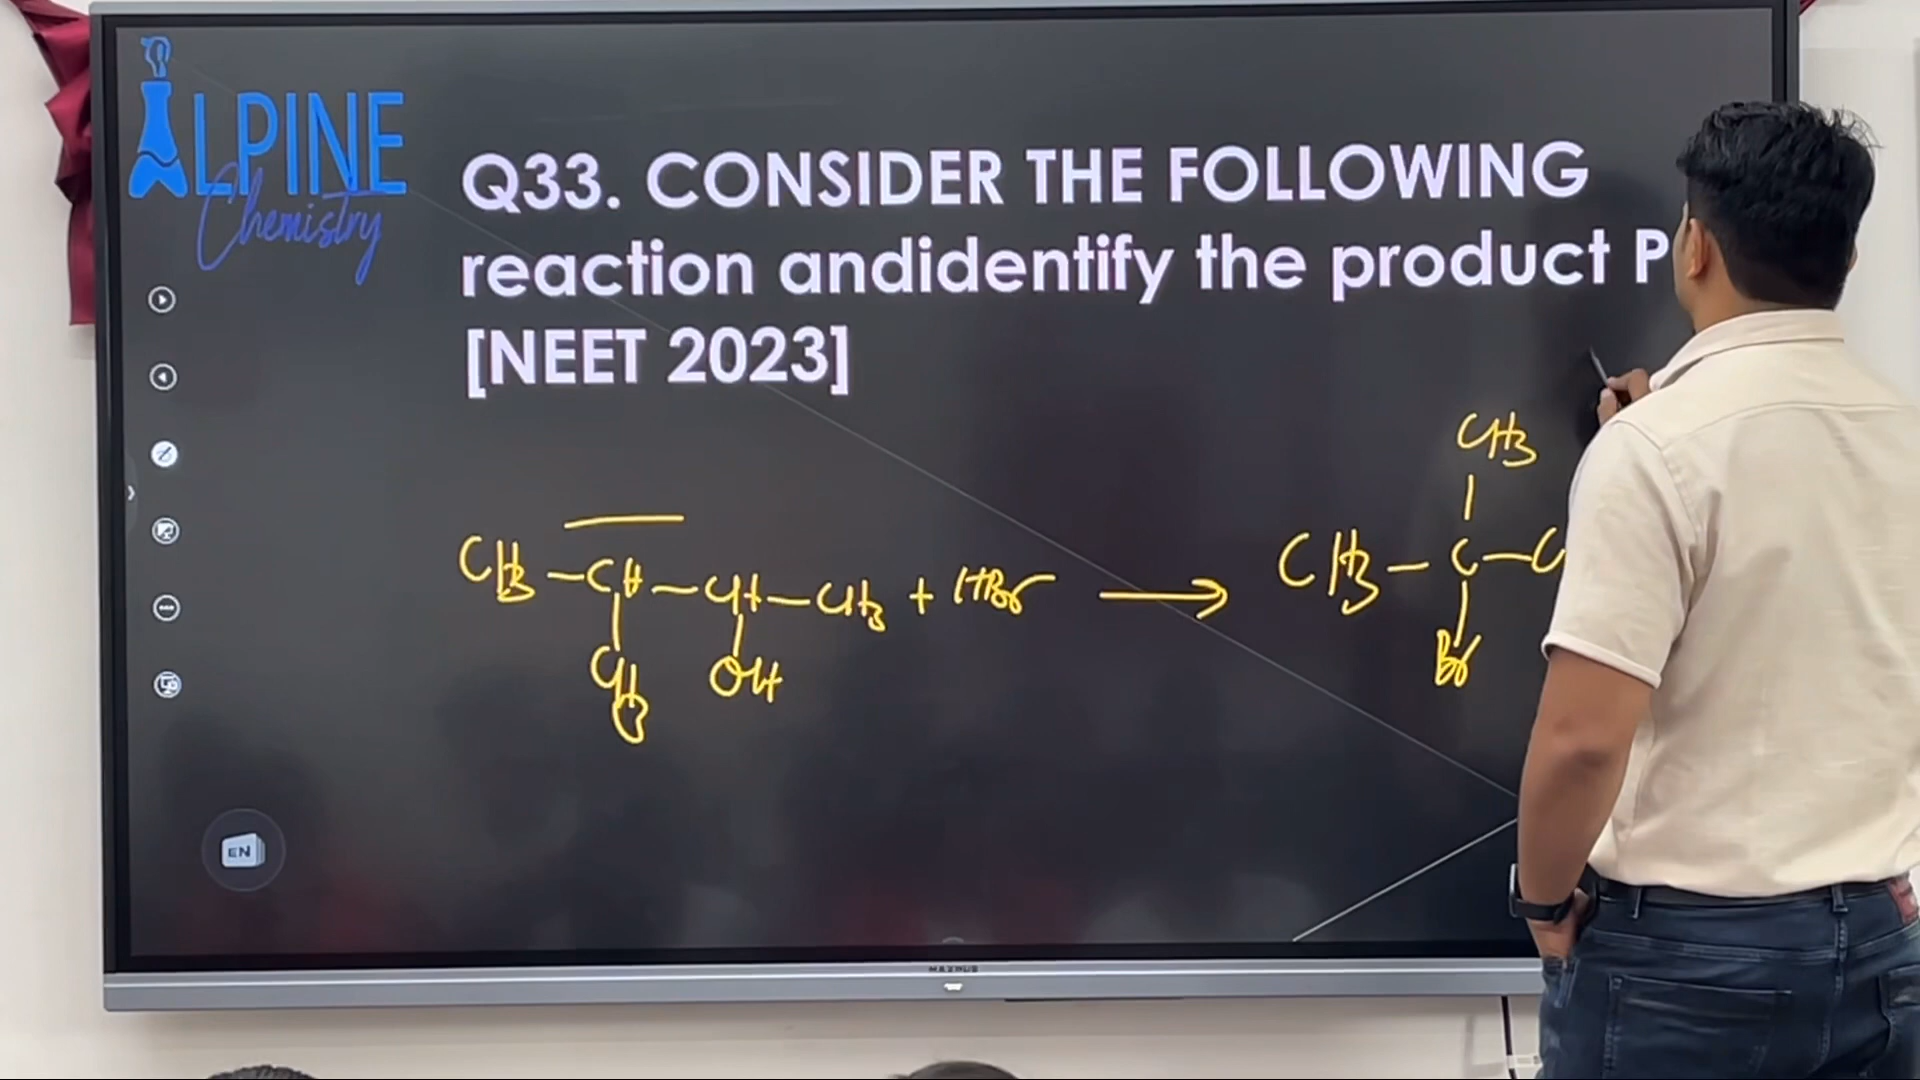 ALPINE
Chemistry
Q33. CONSIDER THE FOLLOWING
reaction andidentify the product P
[NEET 2023]
CH3
CH3 — CH — CH — CH3 + HBr → CH3 — C — C
CH3 OH Br
EN
MAXHUB